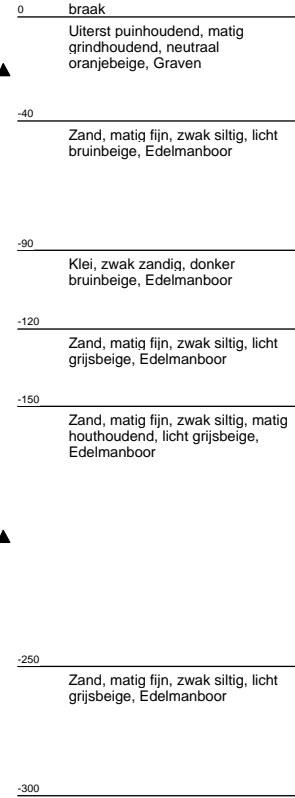 0 braak
Uiterst puinhoudend, matig
grindhoudend, neutraal
oranjebeige, Graven
-40
Zand, matig fijn, zwak siltig, licht
bruinbeige, Edelmanboor
-90
Klei, zwak zandig, donker
bruinbeige, Edelmanboor
-120
Zand, matig fijn, zwak siltig, licht
grijsbeige, Edelmanboor
-150
Zand, matig fijn, zwak siltig, matig
houthoudend, licht grijsbeige,
Edelmanboor
-250
Zand, matig fijn, zwak siltig, licht
grijsbeige, Edelmanboor
-300